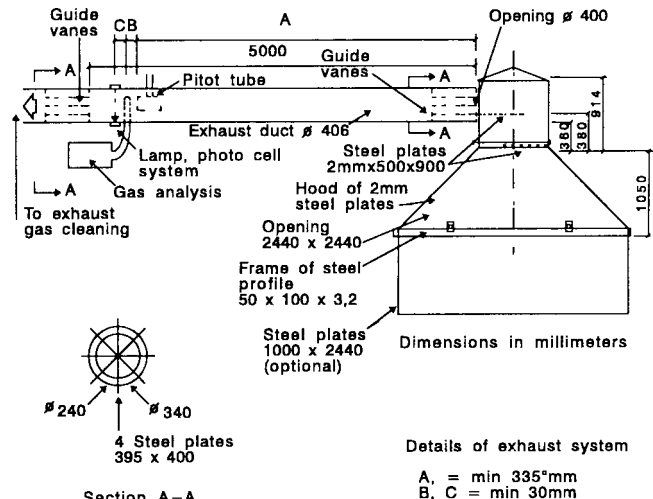 Guide
vanes
CB
A
Opening ø 400
5000
Guide
vanes
A
A
Pitot tube
Exhaust duct ø 406
914
360
380
Steel plates
2mmx500x900
Lamp, photo cell
system
A
A
Gas analysis
Hood of 2mm
steel plates
To exhaust
gas cleaning
Opening
2440 x 2440
1050
Frame of steel
profile
50 x 100 x 3,2
Steel plates
1000 x 2440
(optional)
Dimensions in millimeters
ø 240
ø 340
4 Steel plates
395 x 400
Details of exhaust system
Section A-A
A, = min 335°mm
B, C = min 30mm